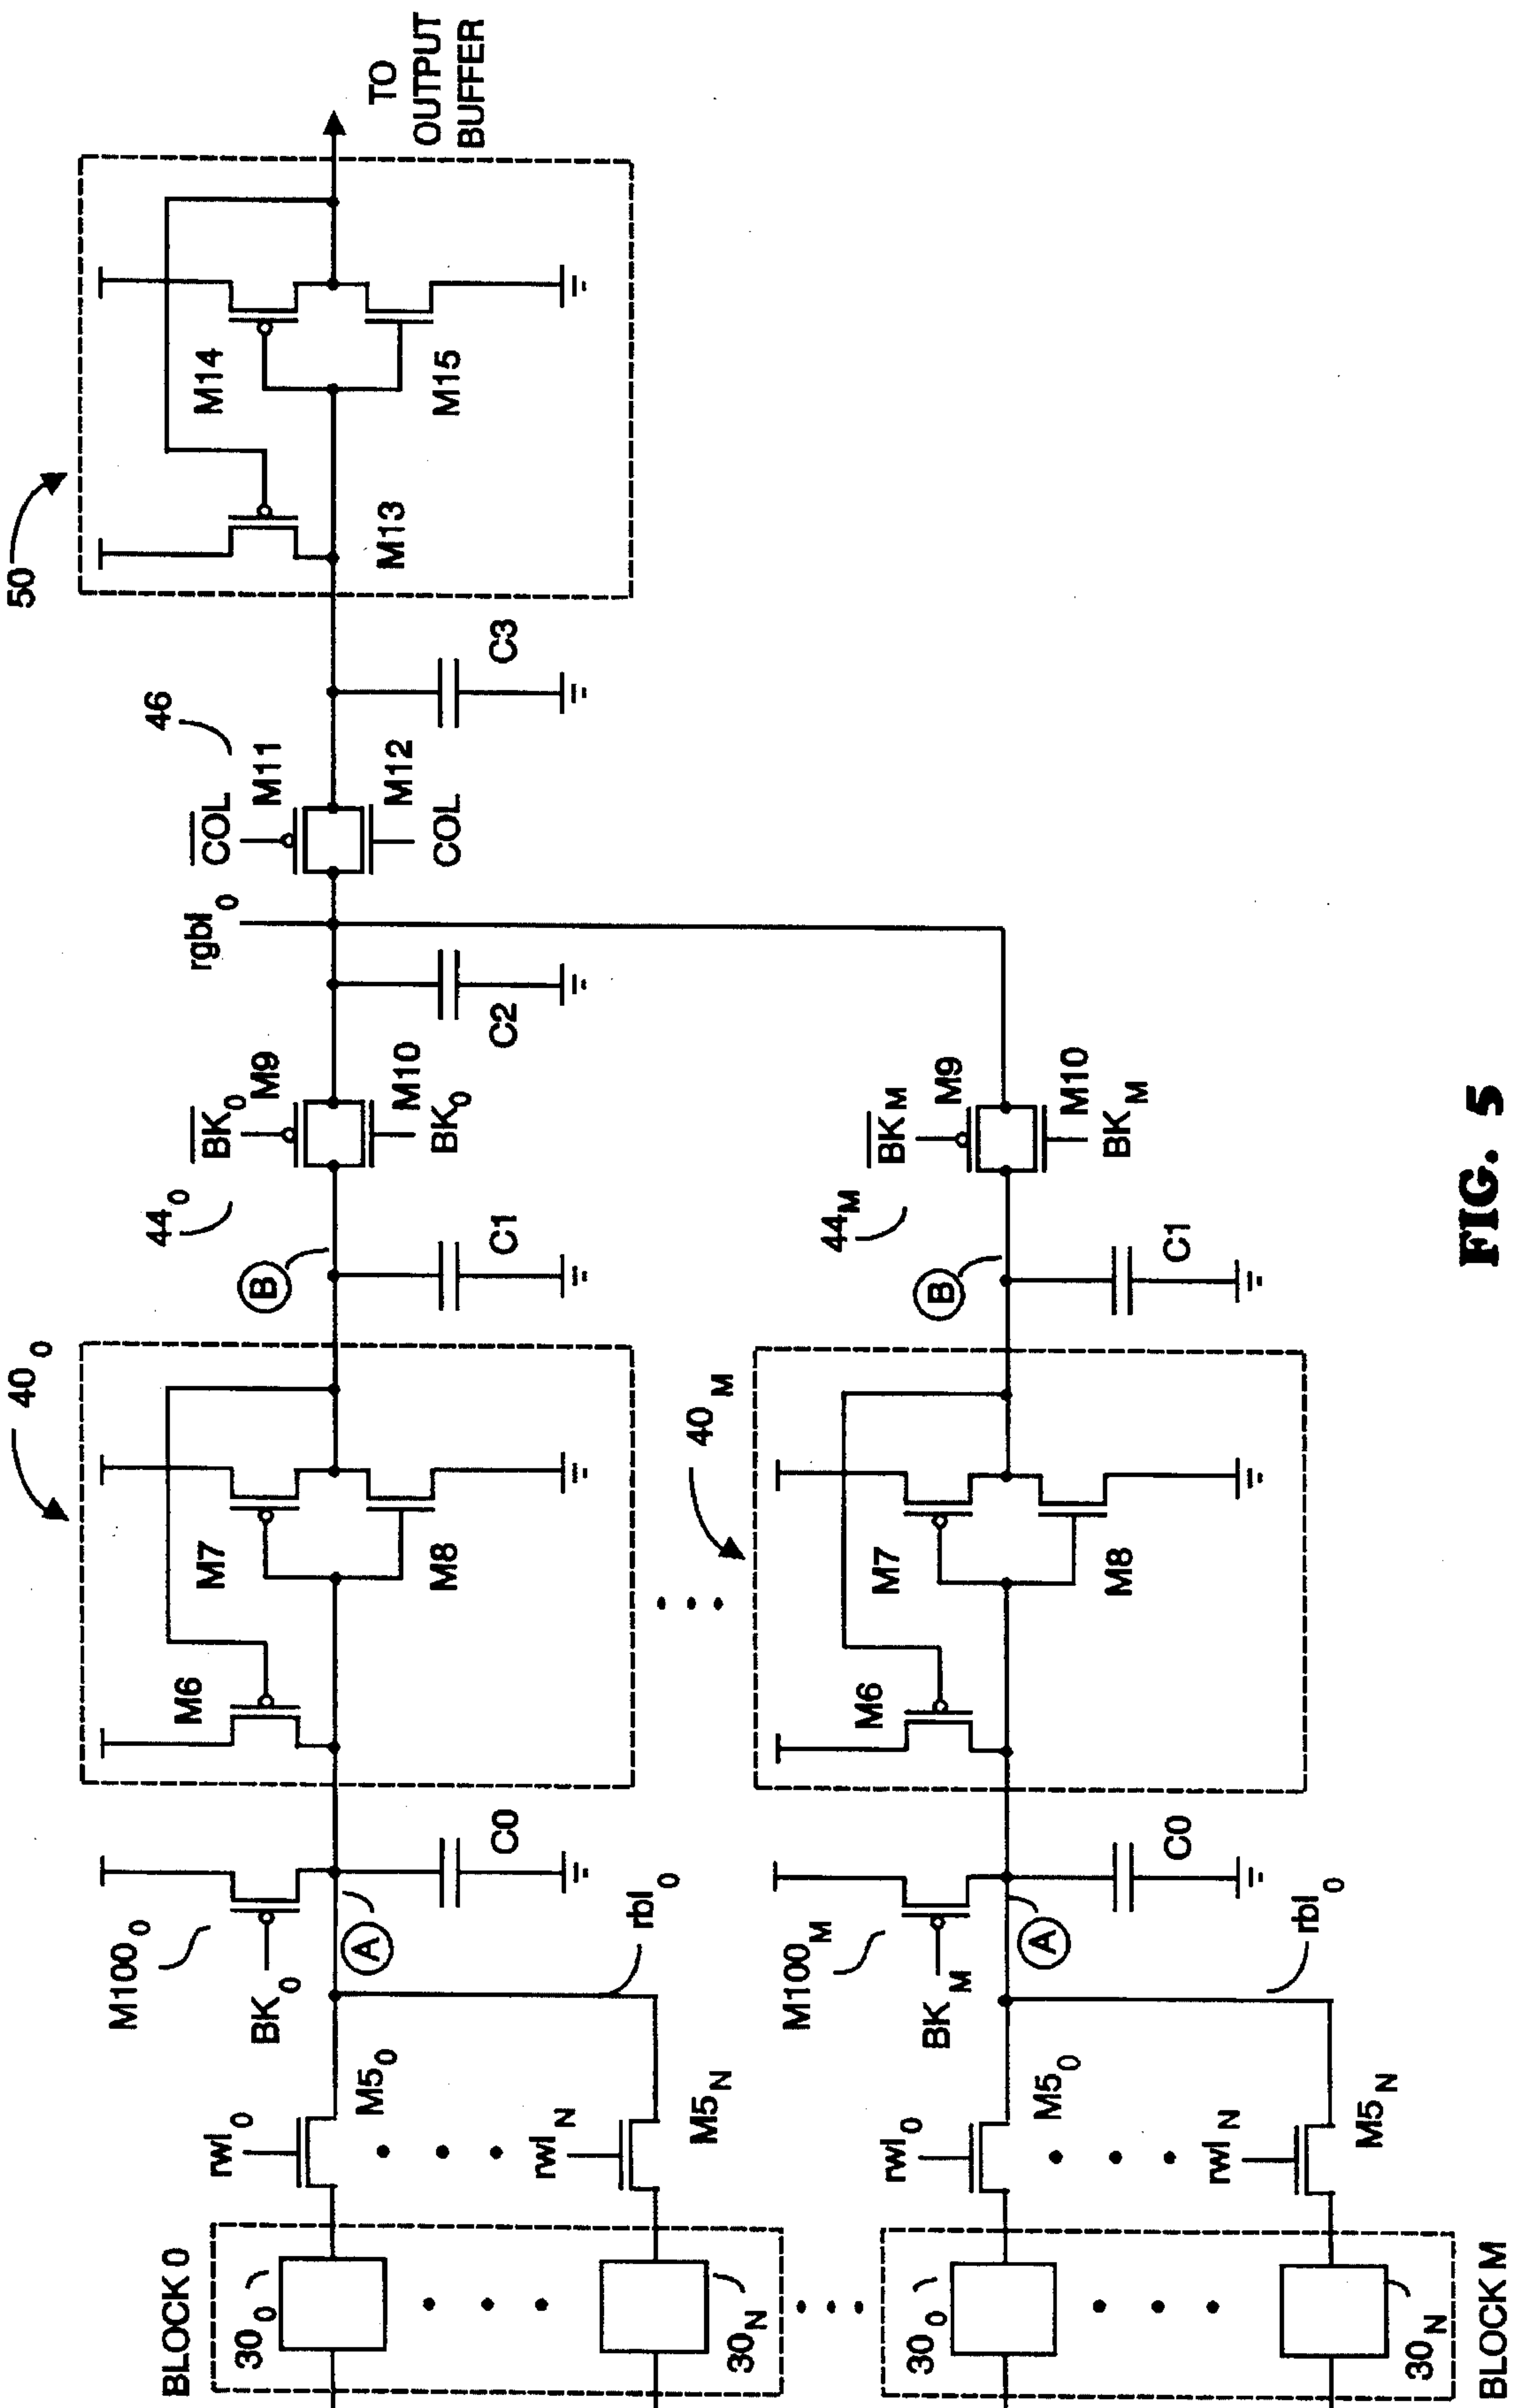 50
TO
OUTPUT
BUFFER
M14
M15
M13
C3
46
M11
M12
COL
COL
rgbl0
C2
440
BK0
M9
M10
BK0
B
C1
400
M7
M8
M6
C0
M1000
BK0
A
rbl0
rwl0
M50
rwlN
M5N
BLOCK 0
300
30N
44M
BKM
M9
M10
BKM
B
C1
40M
M7
M8
M6
C0
M100M
BKM
A
rbl0
rwl0
M50
rwlN
M5N
300
30N
BLOCK M
FIG. 5